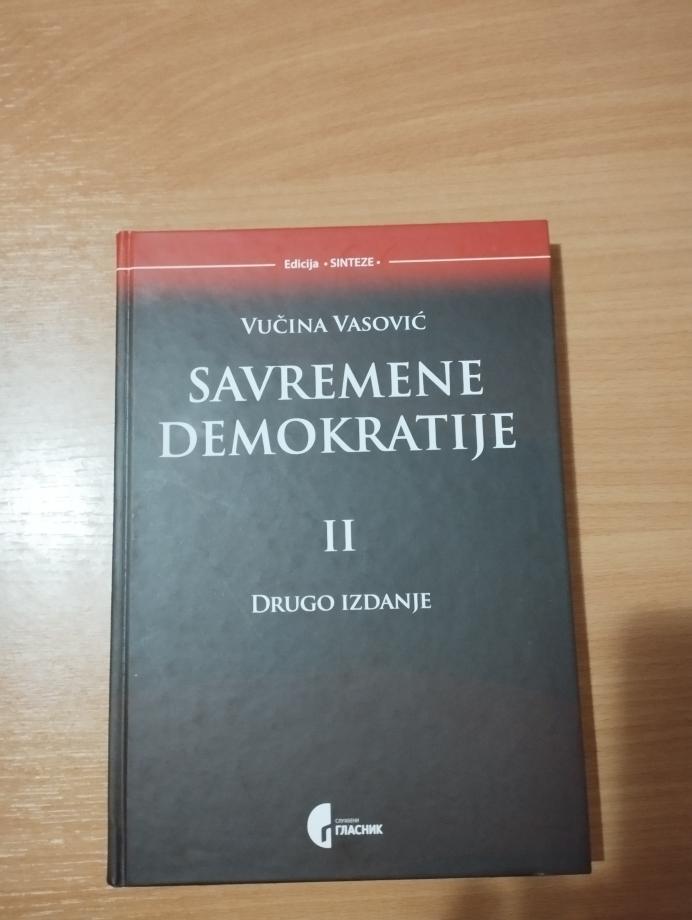 Edicija • SINTEZE •
VUČINA VASOVIĆ
SAVREMENE
DEMOKRATIJE
II
DRUGO IZDANJE
СЛУЖБЕНИ
ГЛАСНИК